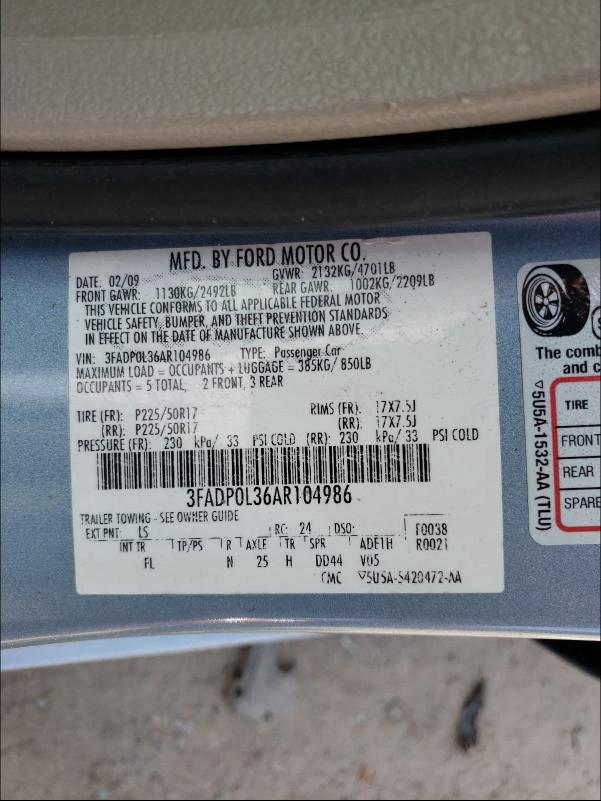 MFD. BY FORD MOTOR CO.
DATE: 02/09 GVWR: 2132KG/4701LB
FRONT GAWR: 1130KG/2492LB REAR GAWR: 1002KG/2209LB
THIS VEHICLE CONFORMS TO ALL APPLICABLE FEDERAL MOTOR
VEHICLE SAFETY, BUMPER, AND THEFT PREVENTION STANDARDS
IN EFFECT ON THE DATE OF MANUFACTURE SHOWN ABOVE.
VIN: 3FADP0L36AR104986 TYPE: Passenger Car
MAXIMUM LOAD = OCCUPANTS + LUGGAGE = 385KG/850LB
OCCUPANTS = 5 TOTAL, 2 FRONT, 3 REAR
TIRE (FR): P225/50R17 RIMS (FR): 17X7.5J
(RR): P225/50R17 (RR): 17X7.5J
PRESSURE (FR): 230 kPa/ 33 PSI COLD (RR): 230 kPa/ 33 PSI COLD
3FADP0L36AR104986
TRAILER TOWING - SEE OWNER GUIDE
EXT PNT: LS RC: 24 DSO: F0038
INT TR TP/PS R AXLE TR SPR ADE1H R0021
FL N 25 H DD44 V05
CMC ▽5U5A-5420472-AA
The comb
and c
TIRE
FRONT
REAR
SPARE
▽5U5A-1532-AA (TLU)